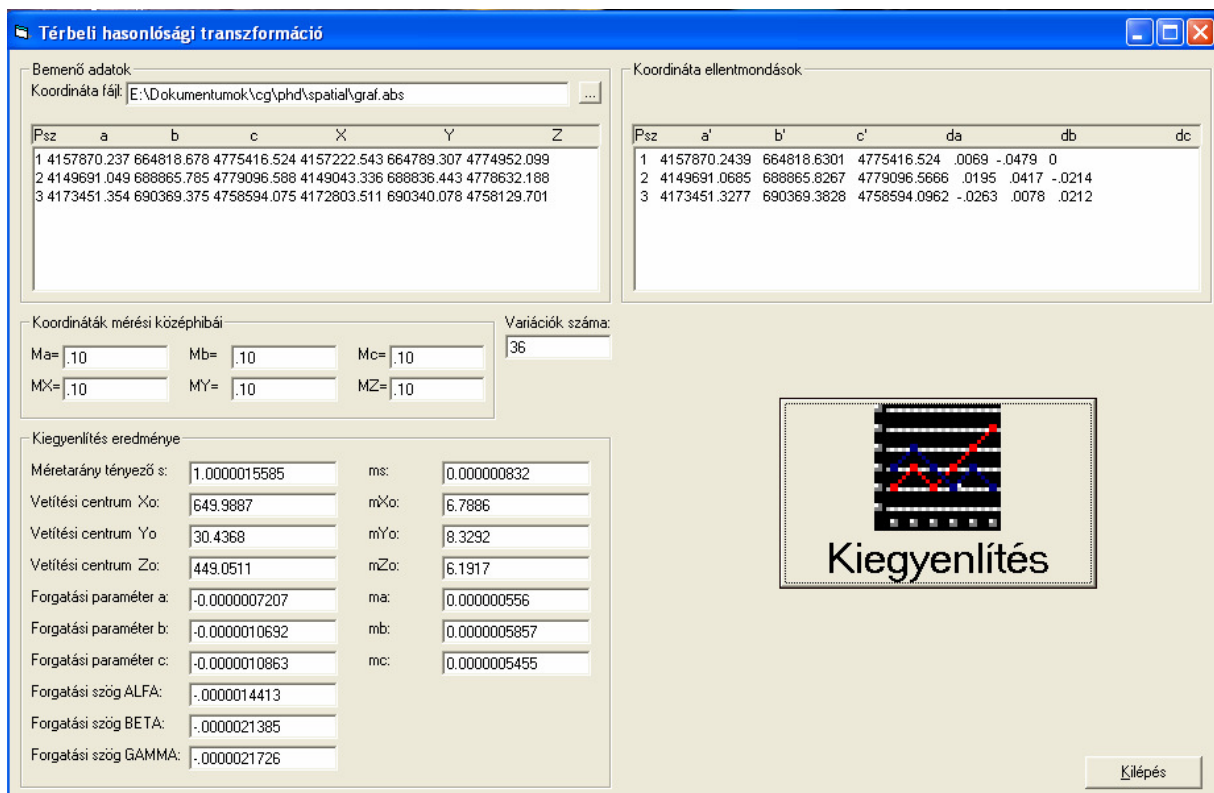 Térbeli hasonlósági transzformáció
Bemenő adatok
Koordináta fájl: E:\Dokumentumok\cg\phd\spatial\graf.abs ...
Psz a b c X Y Z
1 4157870.237 664818.678 4775416.524 4157222.543 664789.307 4774952.099
2 4149691.049 688865.785 4779096.588 4149043.336 688836.443 4778632.188
3 4173451.354 690369.375 4758594.075 4172803.511 690340.078 4758129.701
Koordináta ellentmondások
Psz a' b' c' da db dc
1 4157870.2439 664818.6301 4775416.524 .0069 -.0479 0
2 4149691.0685 688865.8267 4779096.5666 .0195 .0417 -.0214
3 4173451.3277 690369.3828 4758594.0962 -.0263 .0078 .0212
Koordináták mérési középhibái
Ma= .10 Mb= .10 Mc= .10
MX= .10 MY= .10 MZ= .10
Variációk száma:
36
Kiegyenlítés eredménye
Méretarány tényező s: 1.0000015585 ms: 0.000000832
Vetítési centrum Xo: 649.9887 mXo: 6.7886
Vetítési centrum Yo 30.4368 mYo: 8.3292
Vetítési centrum Zo: 449.0511 mZo: 6.1917
Forgatási paraméter a: -0.0000007207 ma: 0.000000556
Forgatási paraméter b: -0.0000010692 mb: 0.0000005857
Forgatási paraméter c: -0.0000010863 mc: 0.0000005455
Forgatási szög ALFA: -.0000014413
Forgatási szög BETA: -.0000021385
Forgatási szög GAMMA: -.0000021726
Kiegyenlítés
Kilépés